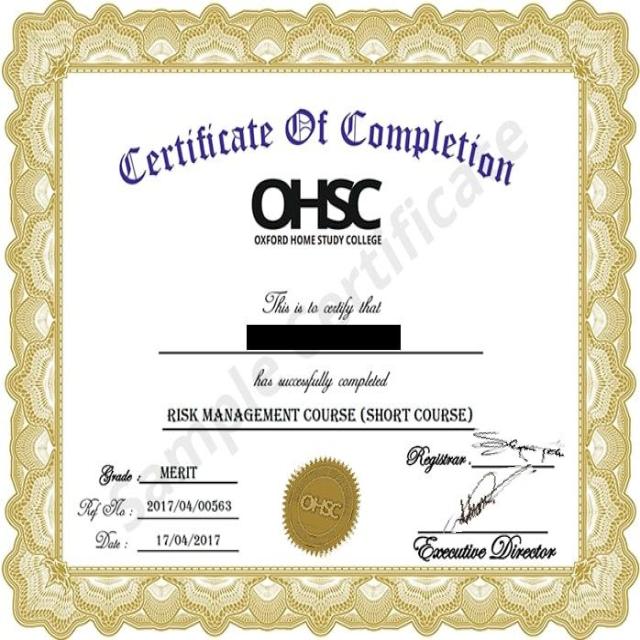 Certificate Of Completion
OHSC
OXFORD HOME STUDY COLLEGE
This is to certify that
has successfully completed
RISK MANAGEMENT COURSE (SHORT COURSE)
Grade : MERIT
Registrar.
Ref No. : 2017/04/00563
OHSC
Date : 17/04/2017
Executive Director
Sample Certificate